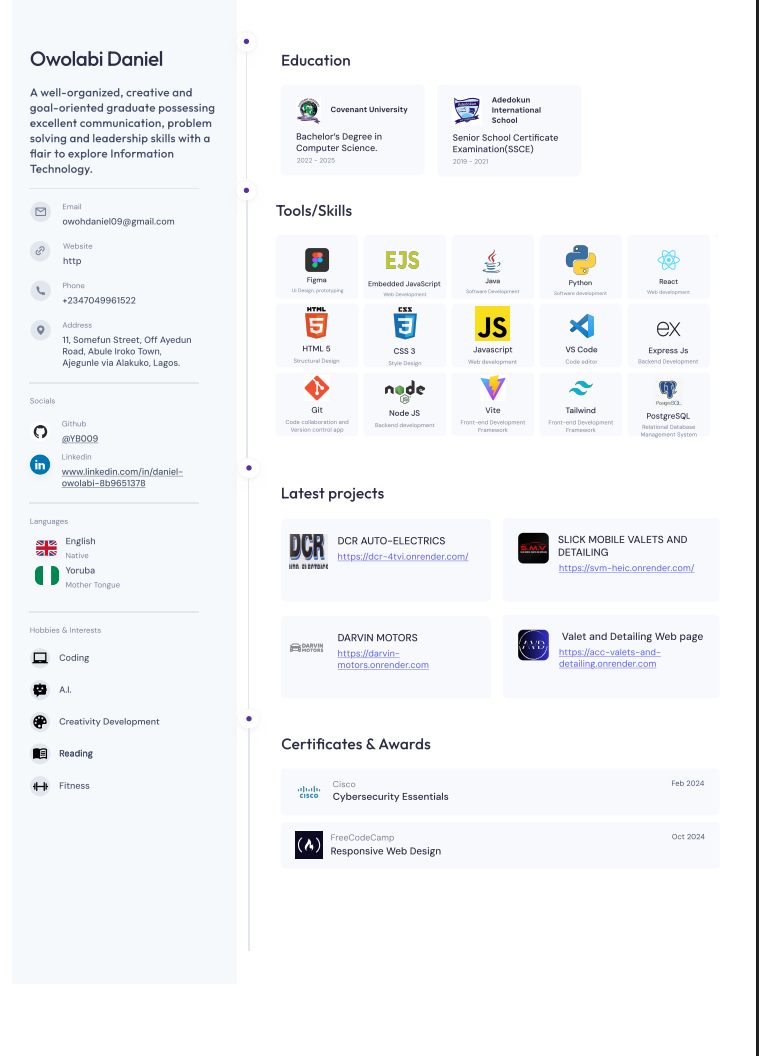 Owolabi Daniel
A well-organized, creative and
goal-oriented graduate possessing
excellent communication, problem
solving and leadership skills with a
flair to explore Information
Technology.
Email
owohdaniel09@gmail.com
Website
http
Phone
+2347049961522
Address
11, Somefun Street, Off Ayedun
Road, Abule Iroko Town,
Ajegunle via Alakuko, Lagos.
Socials
Github
@YB009
Linkedin
www.linkedin.com/in/daniel-
owolabi-8b9651378
Languages
English
Native
Yoruba
Mother Tongue
Hobbies & Interests
Coding
A.I.
Creativity Development
Reading
Fitness
Education
Covenant University
Bachelor's Degree in
Computer Science.
2022 - 2025
Adedokun
International
School
Senior School Certificate
Examination(SSCE)
2019 - 2021
Tools/Skills
Figma
UI Design, prototyping
EJS
Embedded JavaScript
Web Development
Java
Software Development
Python
Software development
React
Web development
HTML
5
HTML 5
Structural Design
CSS
3
CSS 3
Style Design
JS
Javascript
Web development
VS Code
Code editor
ex
Express Js
Backend Development
Git
Code collaboration and
Version control app
node
JS
Node JS
Backend development
Vite
Front-end Development
Framework
Tailwind
Front-end Development
Framework
PostgreSQL
PostgreSQL
Relational Database
Management System
Latest projects
DCR
AUTO-ELECTRICS
DCR AUTO-ELECTRICS
https://dcr-4tvi.onrender.com/
S.M.V
SLICK MOBILE VALETS AND
DETAILING
https://svm-heic.onrender.com/
DARVIN
MOTORS
DARVIN MOTORS
https://darvin-
motors.onrender.com
AVD
Valet and Detailing Web page
https://acc-valets-and-
detailing.onrender.com
Certificates & Awards
CISCO
Cisco
Cybersecurity Essentials
Feb 2024
FreeCodeCamp
Responsive Web Design
Oct 2024